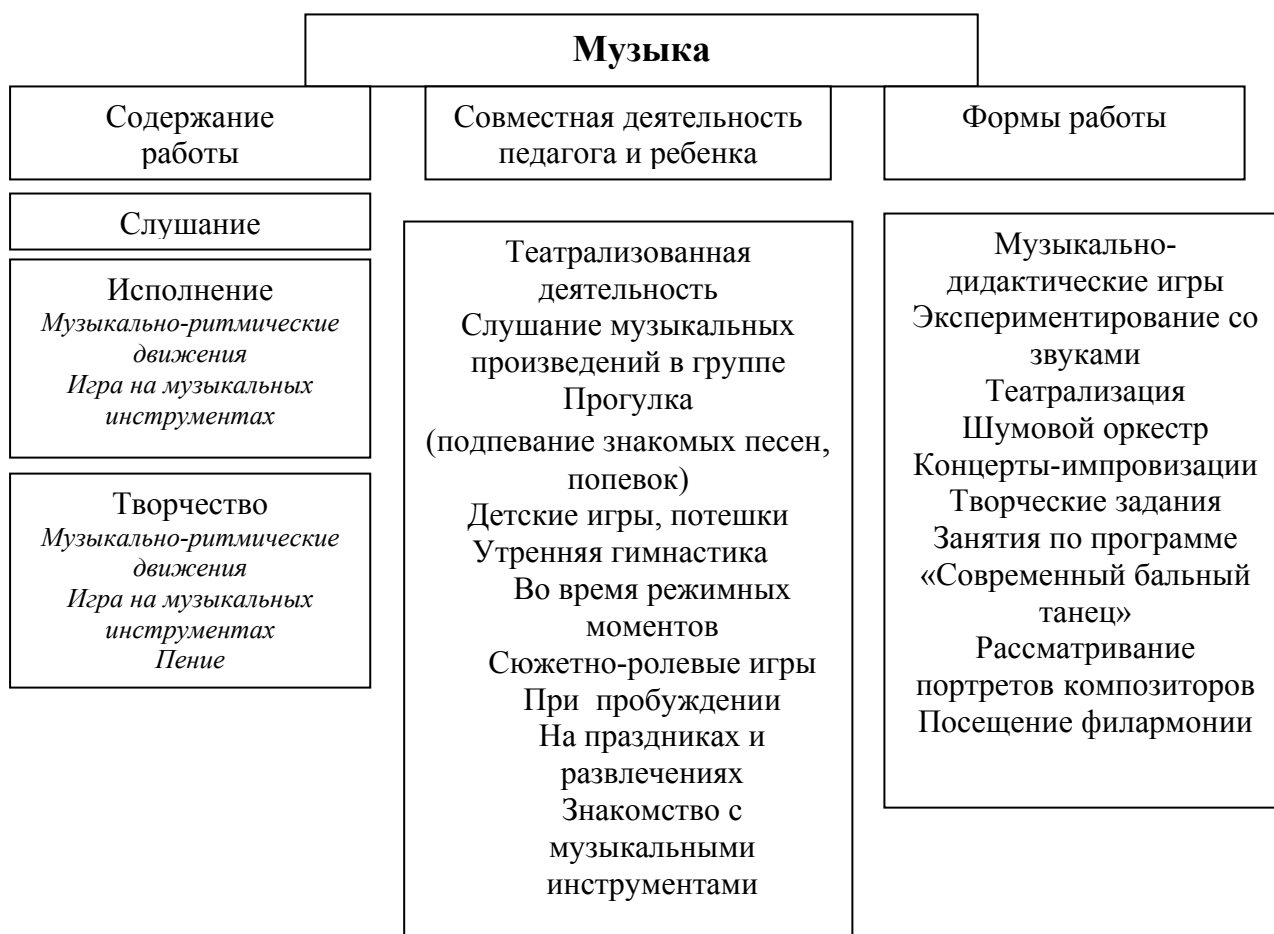 Музыка
Содержание
работы
Совместная деятельность
педагога и ребенка
Формы работы
Слушание
Исполнение
Музыкально-ритмические
движения
Игра на музыкальных
инструментах
Творчество
Музыкально-ритмические
движения
Игра на музыкальных
инструментах
Пение
Театрализованная
деятельность
Слушание музыкальных
произведений в группе
Прогулка
(подпевание знакомых песен,
попевок)
Детские игры, потешки
Утренняя гимнастика
Во время режимных
моментов
Сюжетно-ролевые игры
При пробуждении
На праздниках и
развлечениях
Знакомство с
музыкальными
инструментами
Музыкально-
дидактические игры
Экспериментирование со
звуками
Театрализация
Шумовой оркестр
Концерты-импровизации
Творческие задания
Занятия по программе
«Современный бальный
танец»
Рассматривание
портретов композиторов
Посещение филармонии